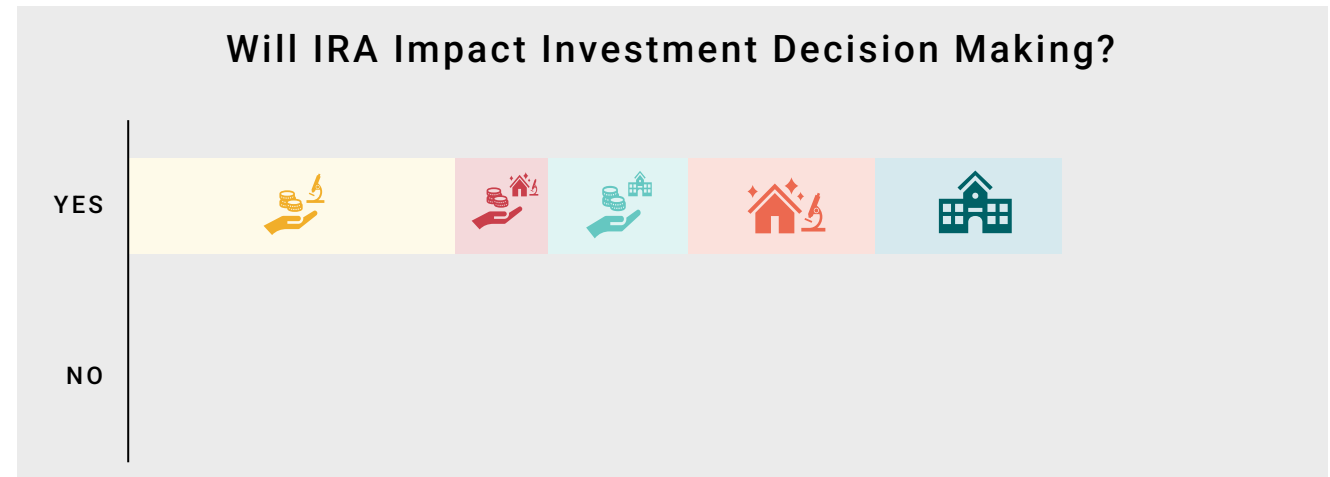 Will IRA Impact Investment Decision Making?
YES
NO